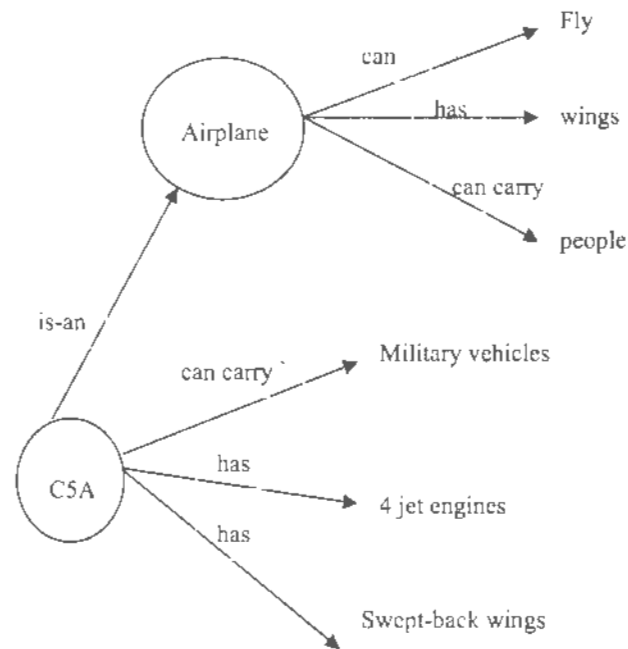 Fly
can
has
wings
Airplane
can carry
people
is-an
Military vehicles
can carry
C5A
has
4 jet engines
has
Swept-back wings